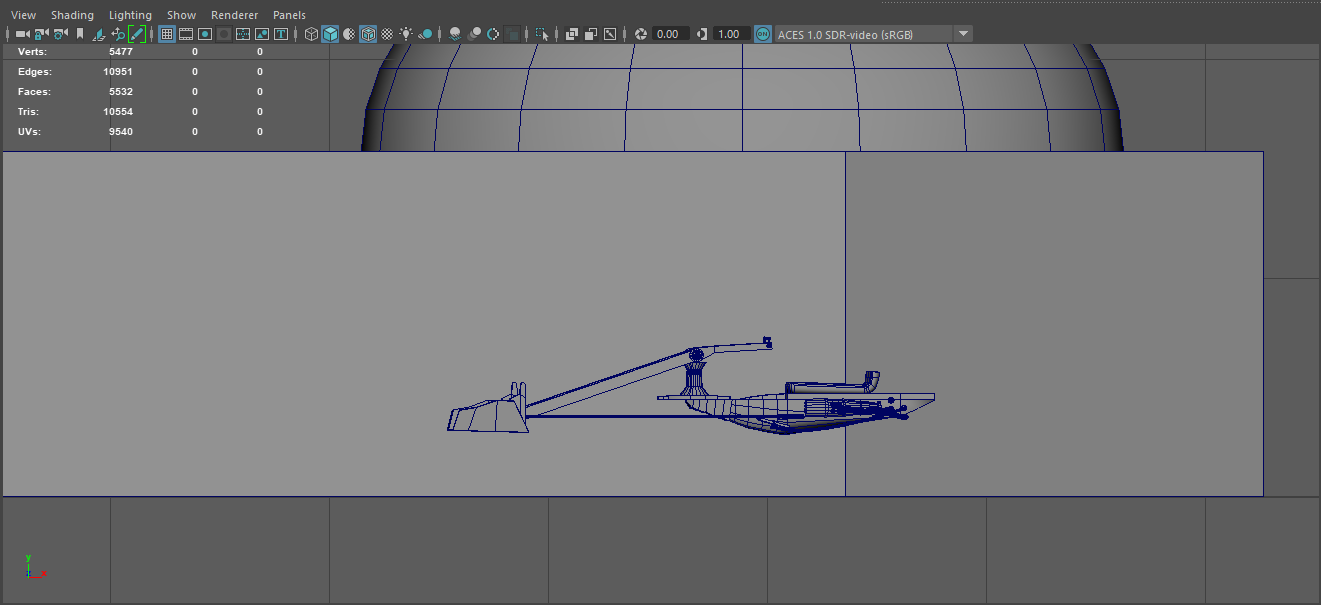 View Shading Lighting Show Renderer Panels
0.00 1.00 ON ACES 1.0 SDR-video (sRGB)
Verts: 5477 0 0
Edges: 10951 0 0
Faces: 5532 0 0
Tris: 10554 0 0
UVs: 9540 0 0
y
z x